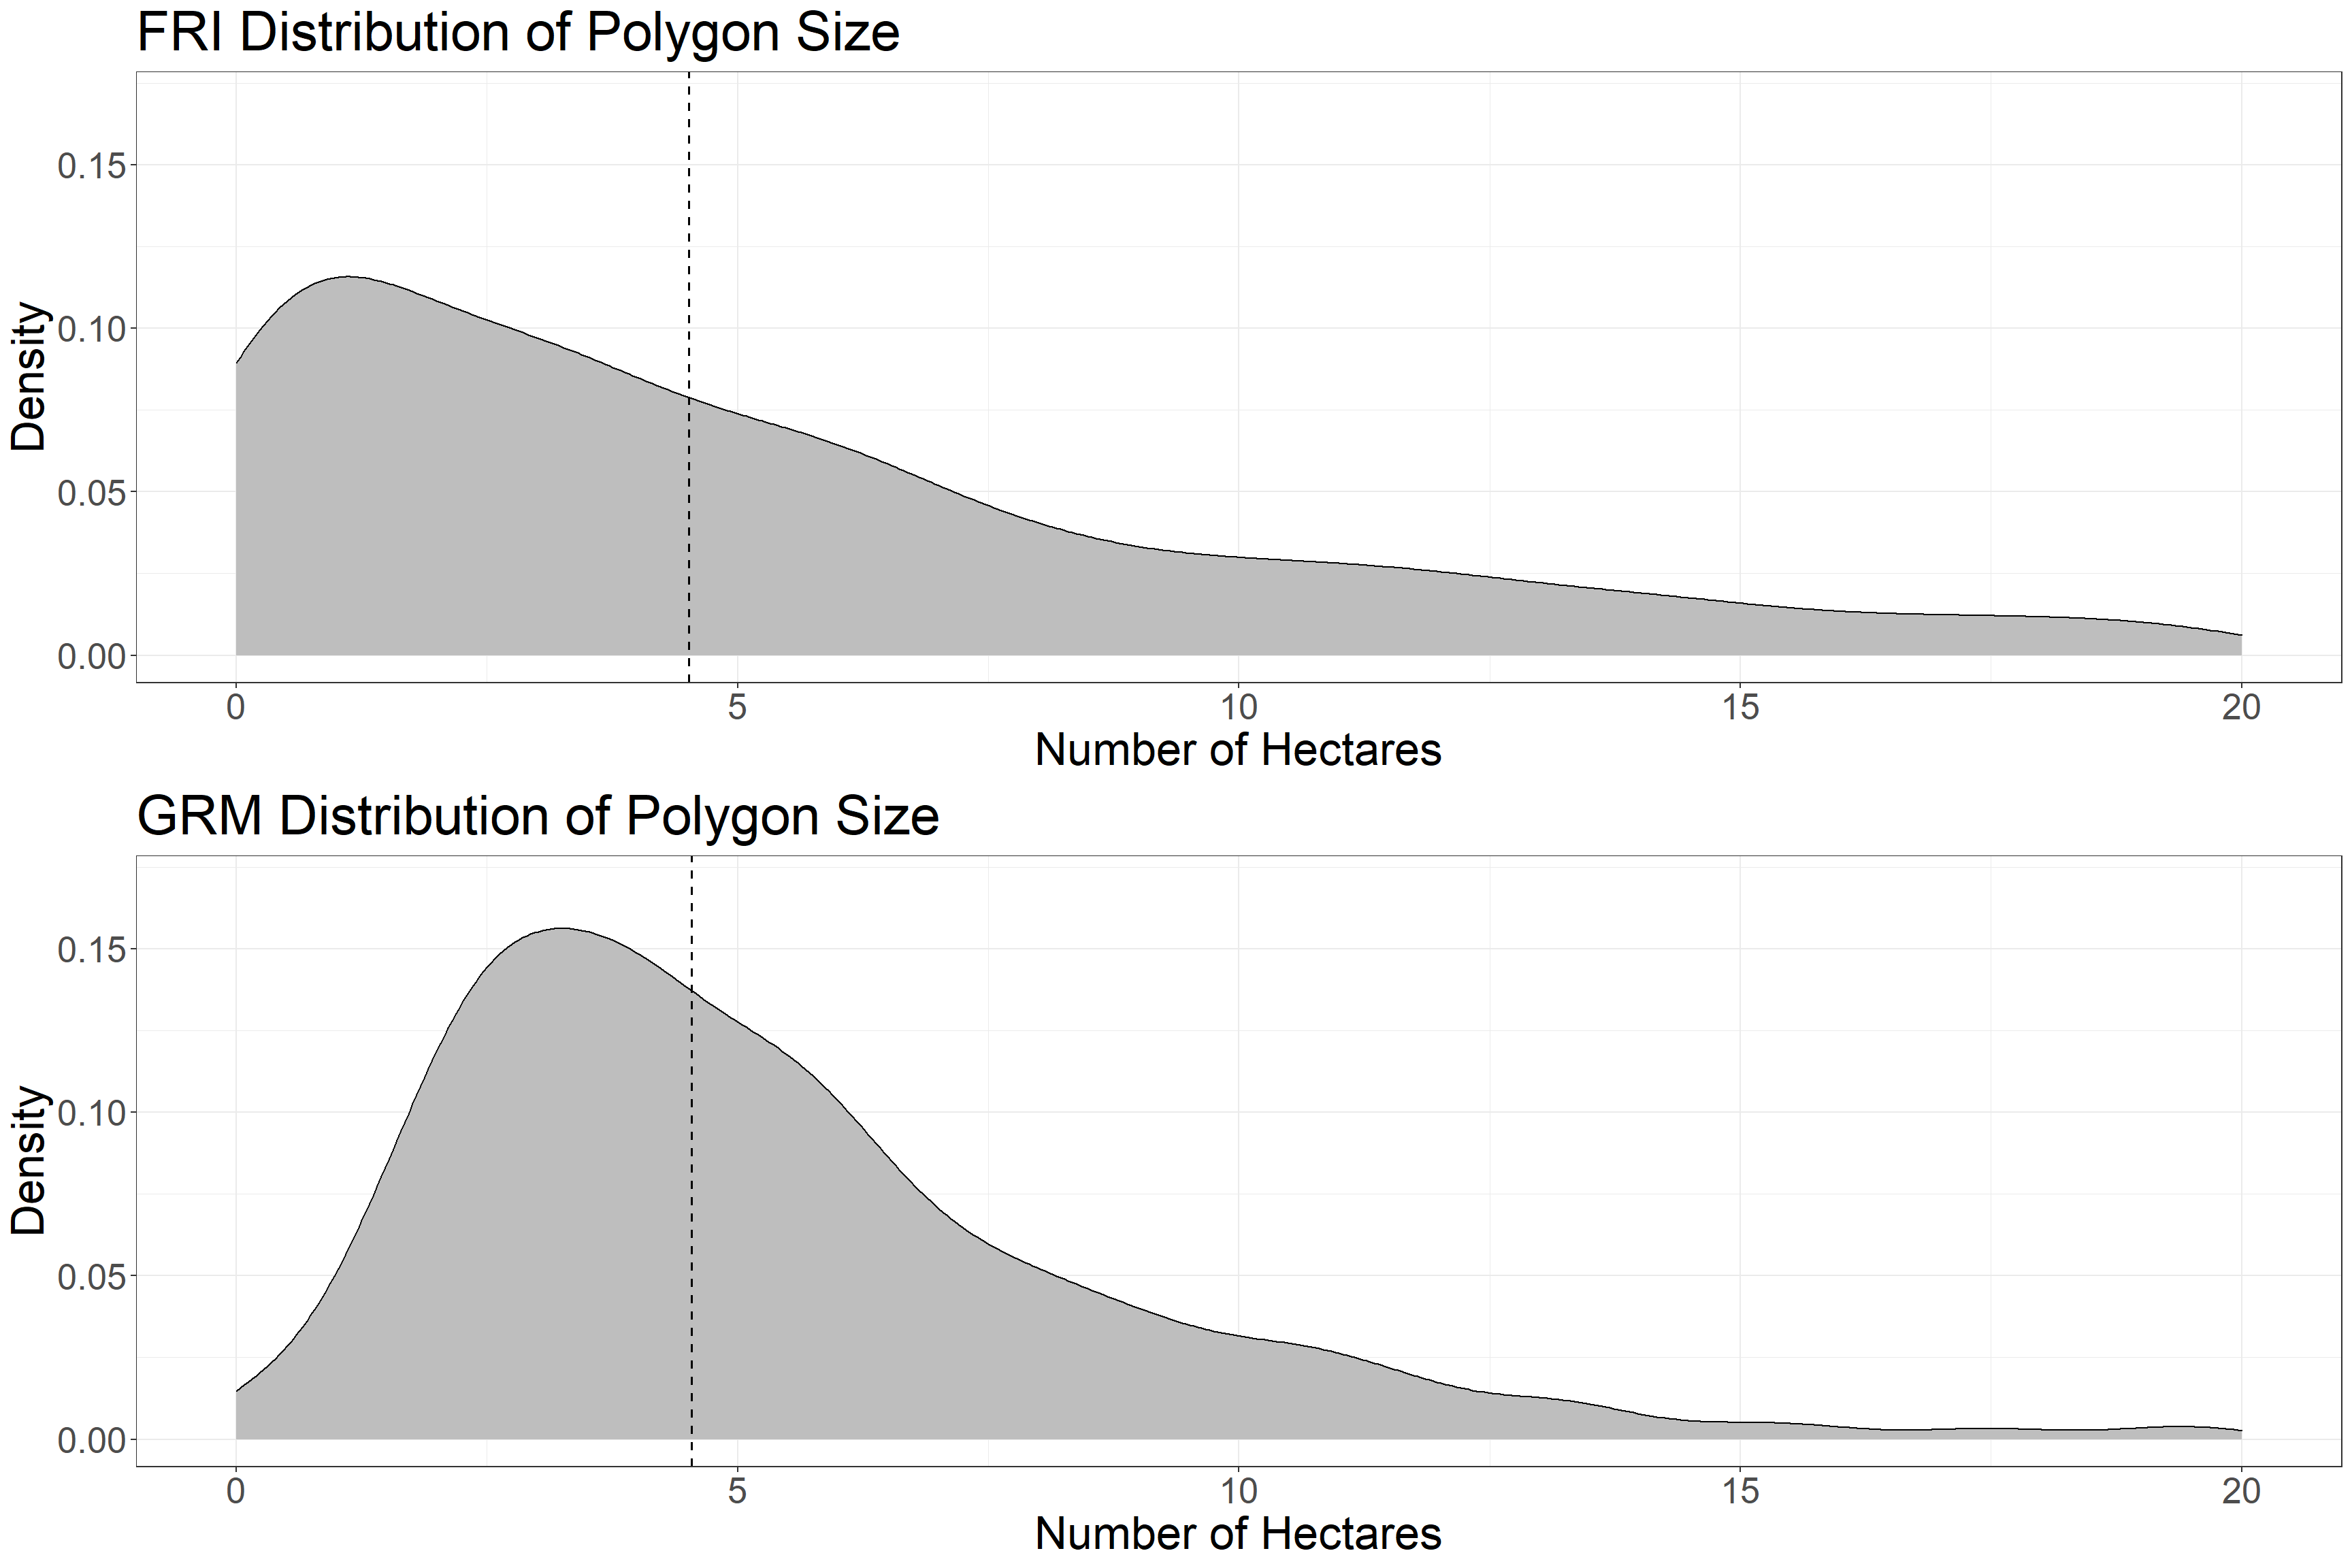 FRI Distribution of Polygon Size
Density
0.15
0.10
0.05
0.00
0 5 10 15 20
Number of Hectares
GRM Distribution of Polygon Size
Density
0.15
0.10
0.05
0.00
0 5 10 15 20
Number of Hectares